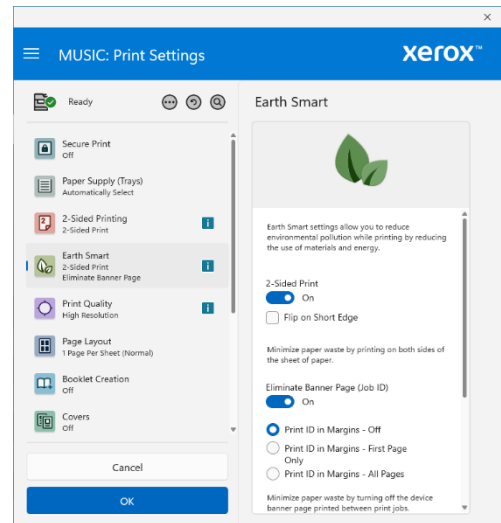 MUSIC: Print Settings
xerox™
Ready
Earth Smart
Secure Print
Off
Paper Supply (Trays)
Automatically Select
2-Sided Printing
2-Sided Print
Earth Smart
2-Sided Print
Eliminate Banner Page
Print Quality
High Resolution
Page Layout
1 Page Per Sheet (Normal)
Booklet Creation
Off
Covers
Off
Cancel
OK
Earth Smart settings allow you to reduce
environmental pollution while printing by reducing
the use of materials and energy.
2-Sided Print
On
Flip on Short Edge
Minimize paper waste by printing on both sides of
the sheet of paper.
Eliminate Banner Page (Job ID)
On
Print ID in Margins - Off
Print ID in Margins - First Page
Only
Print ID in Margins - All Pages
Minimize paper waste by turning off the device
banner page printed between print jobs.